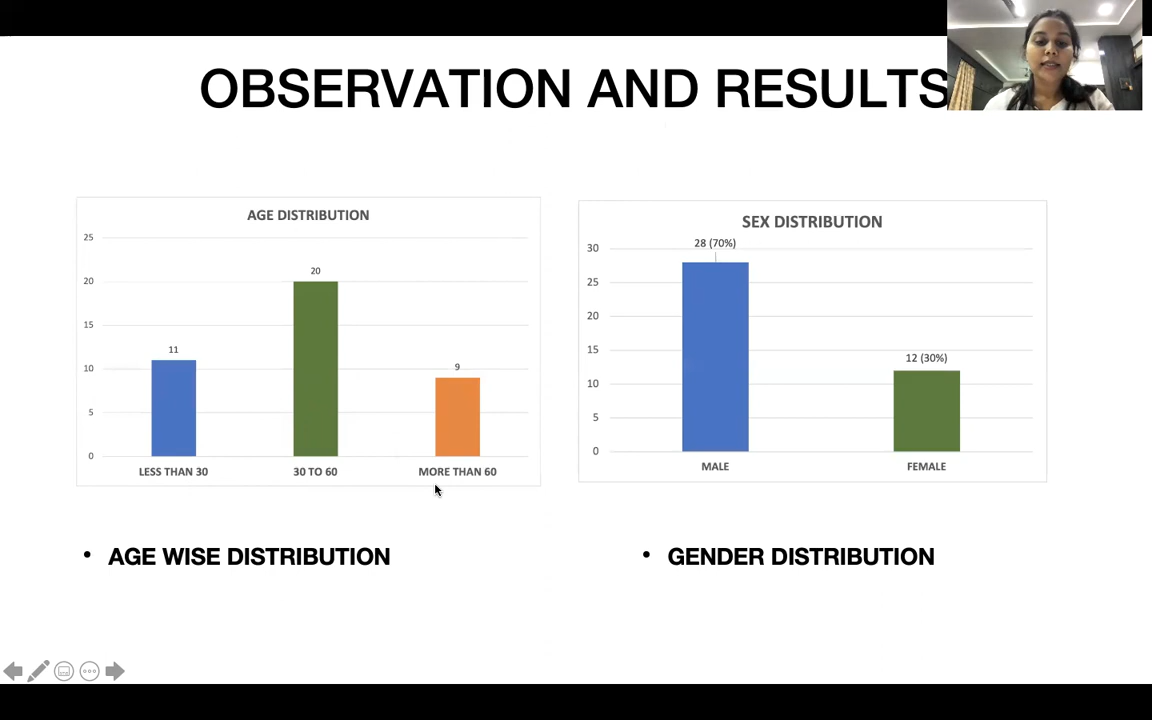 OBSERVATION AND RESULTS
AGE DISTRIBUTION
25
20
15
10
5
0
11
20
9
LESS THAN 30
30 TO 60
MORE THAN 60
SEX DISTRIBUTION
30
25
20
15
10
5
0
28 (70%)
12 (30%)
MALE
FEMALE
• AGE WISE DISTRIBUTION
• GENDER DISTRIBUTION